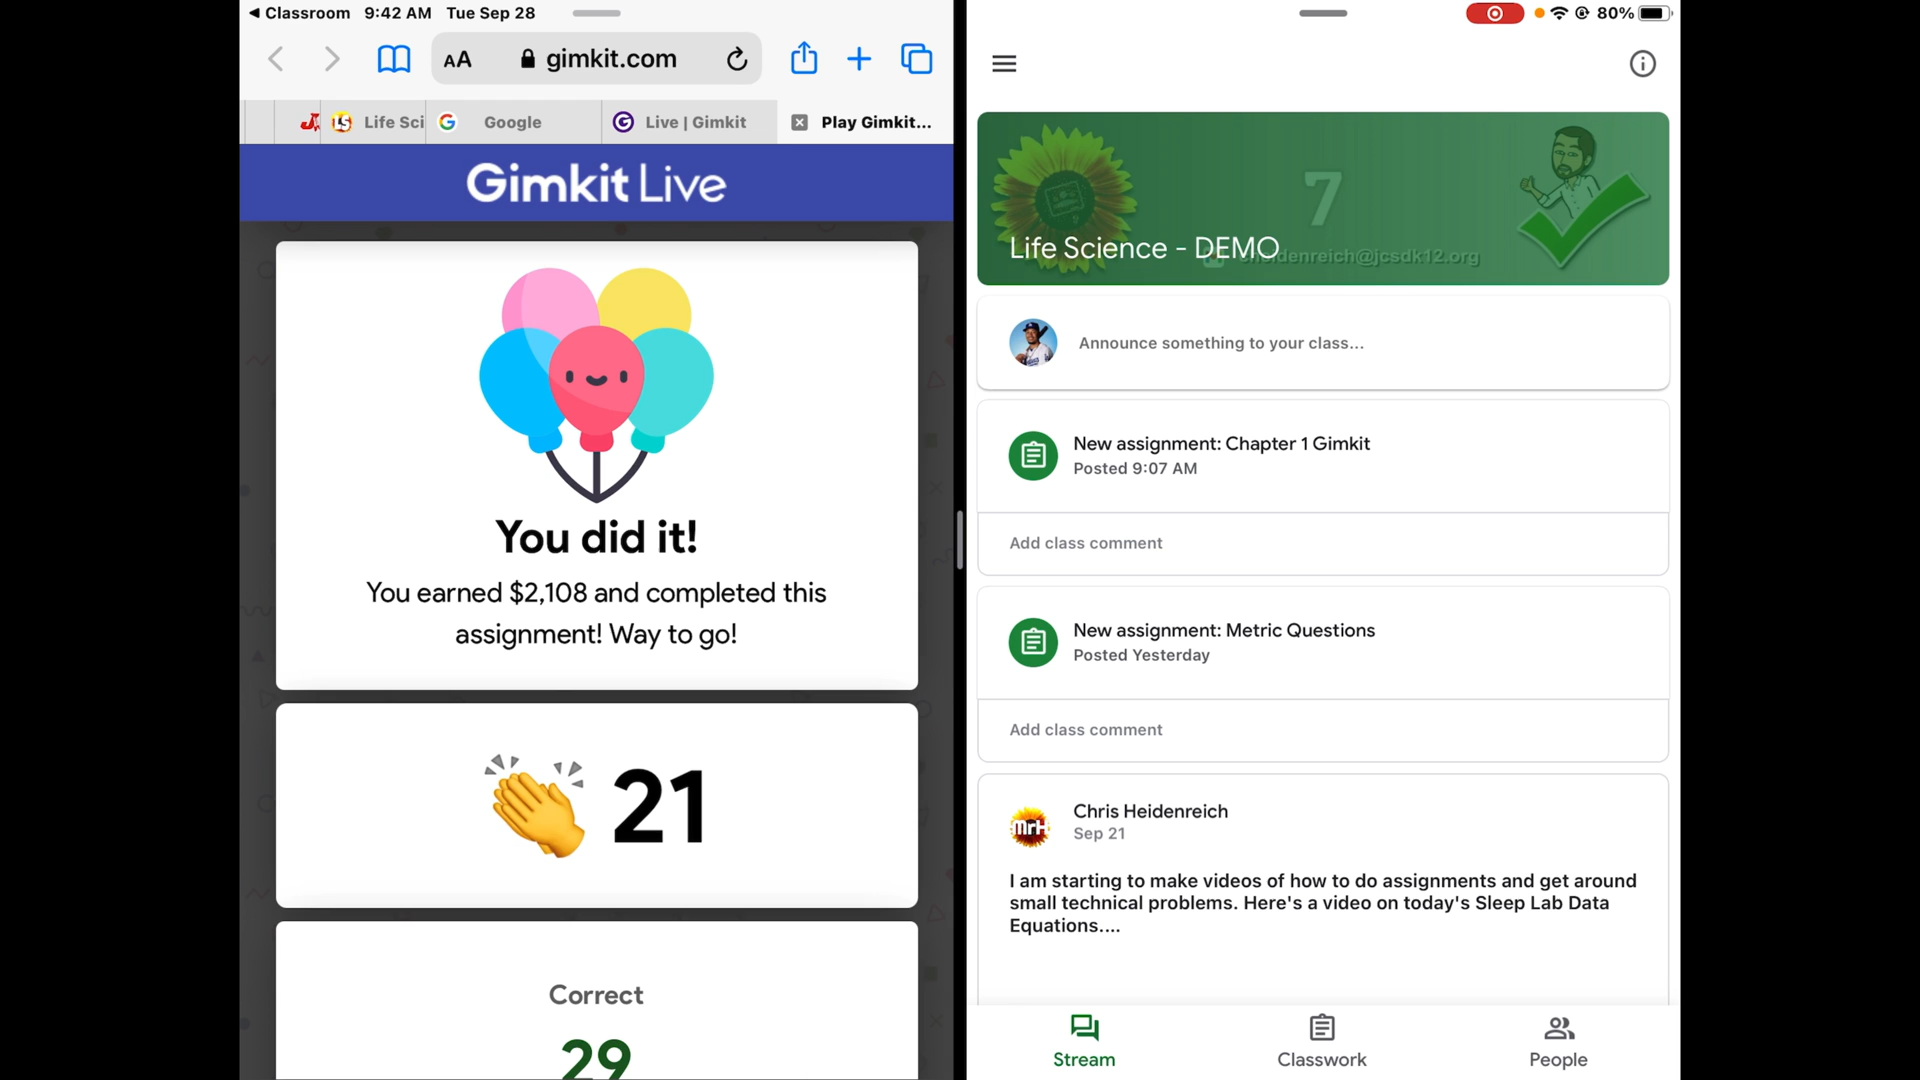 Classroom 9:42 AM Tue Sep 28
80%
AA gimkit.com
Life Sci
Google
Live | Gimkit
Play Gimkit...
Gimkit Live
You did it!
You earned $2,108 and completed this
assignment! Way to go!
21
Correct
29
7
Life Science - DEMO
Announce something to your class...
New assignment: Chapter 1 Gimkit
Posted 9:07 AM
Add class comment
New assignment: Metric Questions
Posted Yesterday
Add class comment
mrH
Chris Heidenreich
Sep 21
I am starting to make videos of how to do assignments and get around
small technical problems. Here's a video on today's Sleep Lab Data
Equations....
Stream
Classwork
People